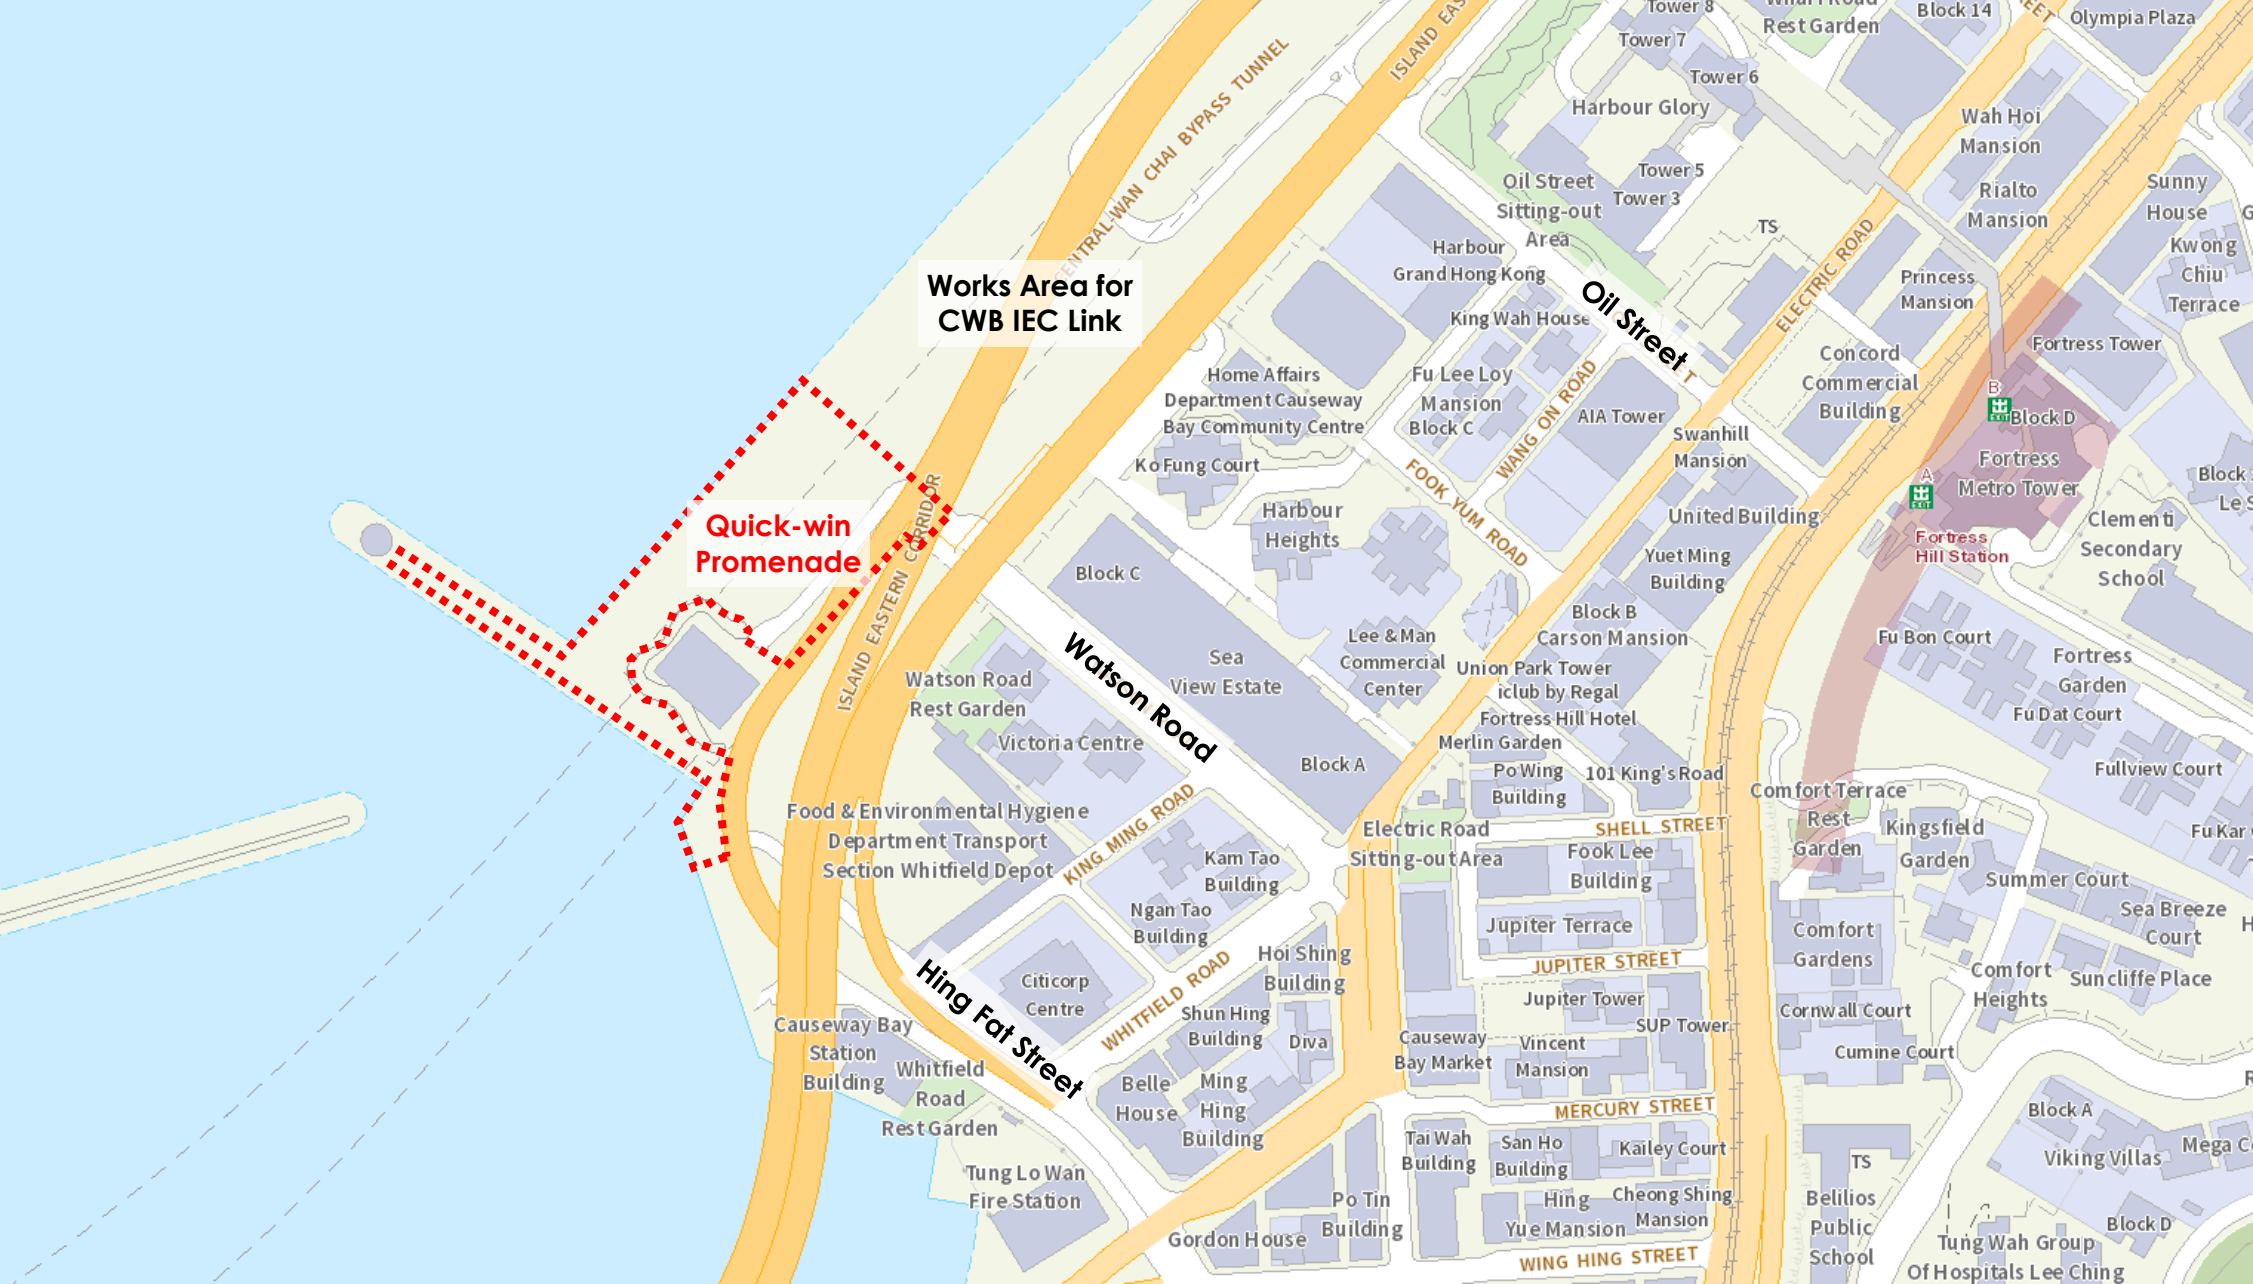 Tower 8
Wharf Road
Rest Garden
Block 14
Olympia Plaza
Tower 7
Tower 6
Harbour Glory
ISLAND EAS
CENTRAL-WAN CHAI BYPASS TUNNEL
Wah Hoi
Mansion
Tower 5
Tower 3
Oil Street
Sitting-out
Area
Rialto
Mansion
Sunny
House
TS
ELECTRIC ROAD
Kwong
Chiu
Terrace
Harbour
Grand Hong Kong
Princess
Mansion
Works Area for
CWB IEC Link
Oil Street
T
King Wah House
Fortress Tower
Concord
Commercial
Building
Home Affairs
Department Causeway
Bay Community Centre
Fu Lee Loy
Mansion
Block C
WANG ON ROAD
AIA Tower
B
EXIT
Block D
Swanhill
Mansion
Ko Fung Court
FOOK YUM ROAD
A
EXIT
Fortress
Metro Tower
Block
Le S
Quick-win
Promenade
ISLAND EASTERN CORRIDOR
Harbour
Heights
United Building
Clementi
Secondary
School
Fortress
Hill Station
Yuet Ming
Building
Block C
Block B
Carson Mansion
Fu Bon Court
Lee & Man
Commercial
Center
Sea
View Estate
Watson Road
Union Park Tower
iclub by Regal
Fortress Hill Hotel
Fortress
Garden
Fu Dat Court
Watson Road
Rest Garden
Victoria Centre
Merlin Garden
Block A
Po Wing
Building
101 King's Road
Fullview Court
Comfort Terrace
Rest
Garden
Food & Environmental Hygiene
Department Transport
Section Whitfield Depot
KING MING ROAD
Electric Road
Sitting-out Area
SHELL STREET
Kingsfield
Garden
Fu Kar
Kam Tao
Building
Fook Lee
Building
Summer Court
Ngan Tao
Building
Jupiter Terrace
Sea Breeze
Court
Hoi Shing
Building
JUPITER STREET
Comfort
Gardens
Hing Fat Street
Citicorp
Centre
WHITFIELD ROAD
Comfort
Heights
Suncliffe Place
Jupiter Tower
Cornwall Court
Causeway Bay
Station
Building
Shun Hing
Building
Diva
Causeway
Bay Market
SUP Tower
Vincent
Mansion
Cumine Court
Whitfield
Road
Rest Garden
Belle
House
Ming
Hing
Building
MERCURY STREET
Block A
Tai Wah
Building
San Ho
Building
Kailey Court
Mega C
Viking Villas
TS
Tung Lo Wan
Fire Station
Po Tin
Building
Hing
Yue Mansion
Cheong Shing
Mansion
Belilios
Public
School
Block D
Gordon House
WING HING STREET
Tung Wah Group
Of Hospitals Lee Ching